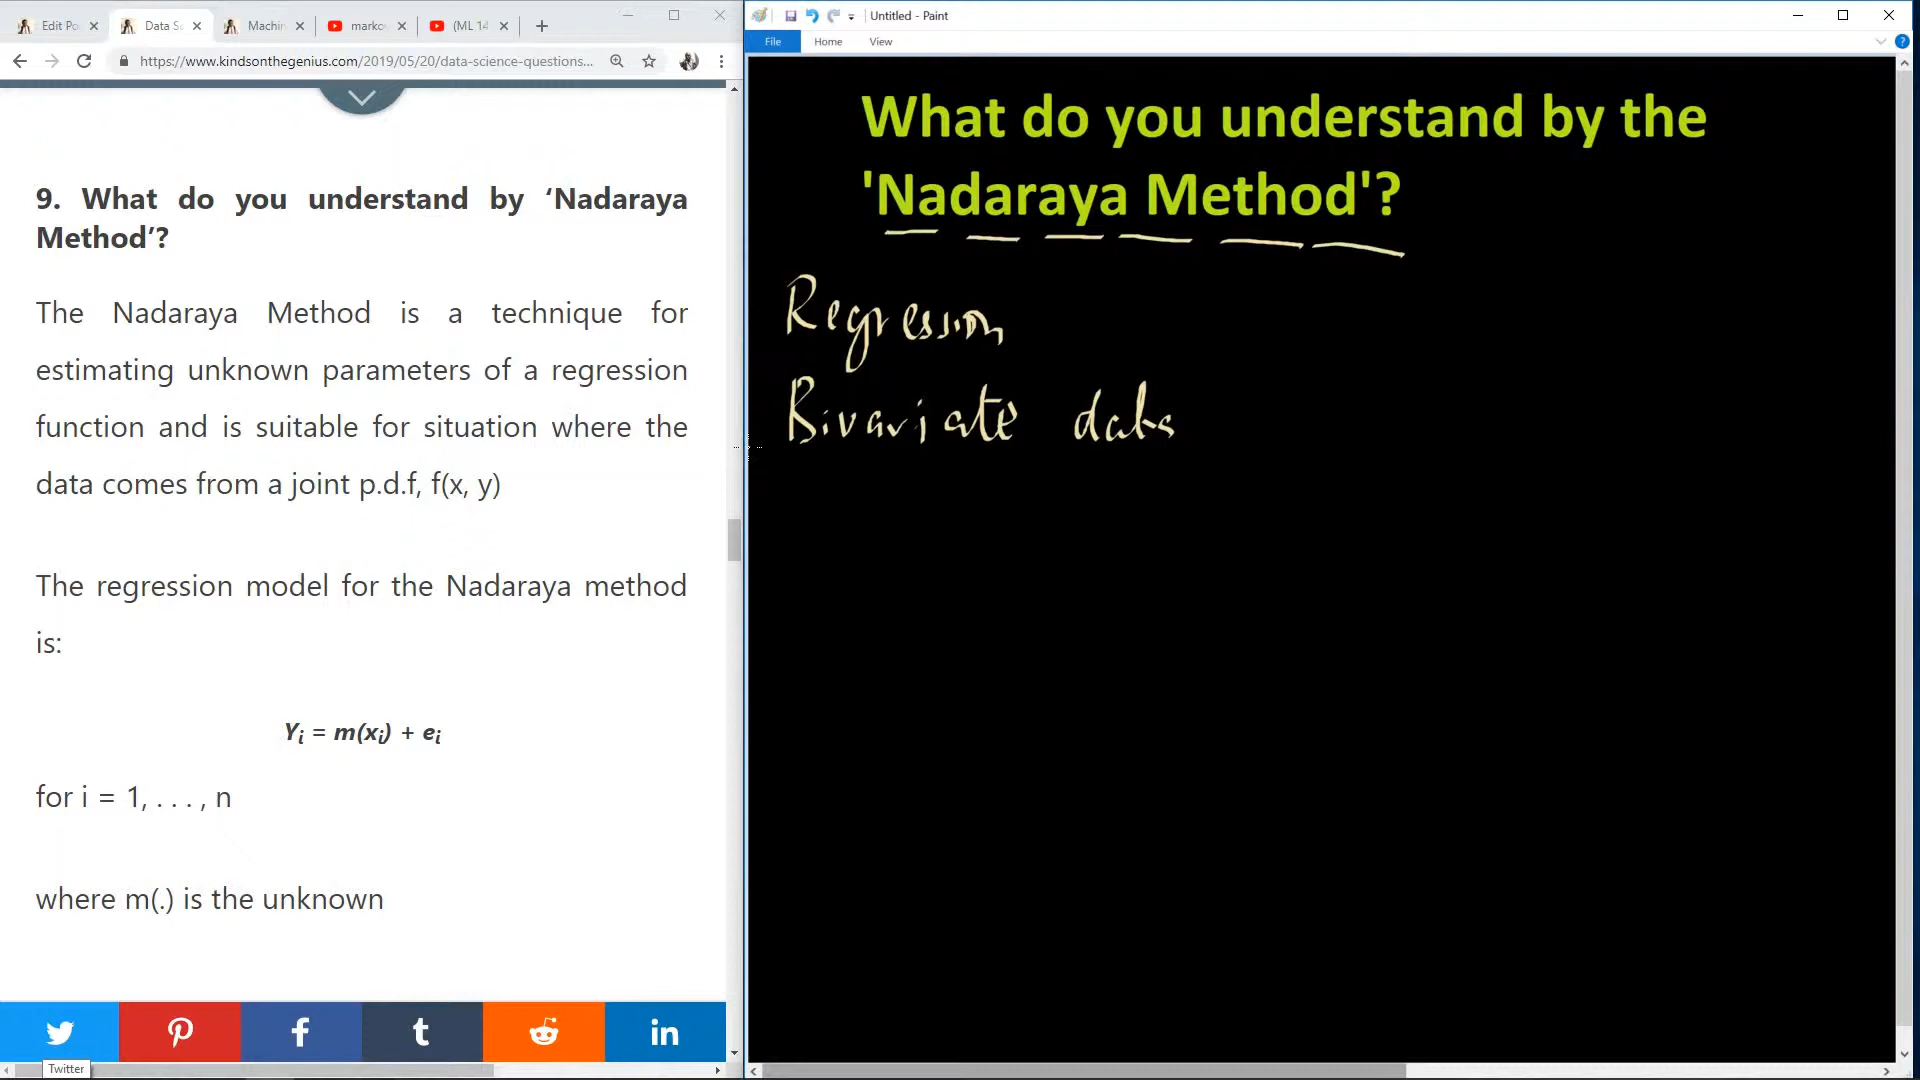 Edit Po
Data Sc
Machin
marko
(ML 14
Untitled - Paint
https://www.kindsonthegenius.com/2019/05/20/data-science-questions...
File Home View
9. What do you understand by ‘Nadaraya
Method’?
The Nadaraya Method is a technique for
estimating unknown parameters of a regression
function and is suitable for situation where the
data comes from a joint p.d.f, f(x, y)
The regression model for the Nadaraya method
is:
Yi = m(xi) + ei
for i = 1, . . . , n
where m(.) is the unknown
Twitter
What do you understand by the
'Nadaraya Method'?
Regression
Bivariate data